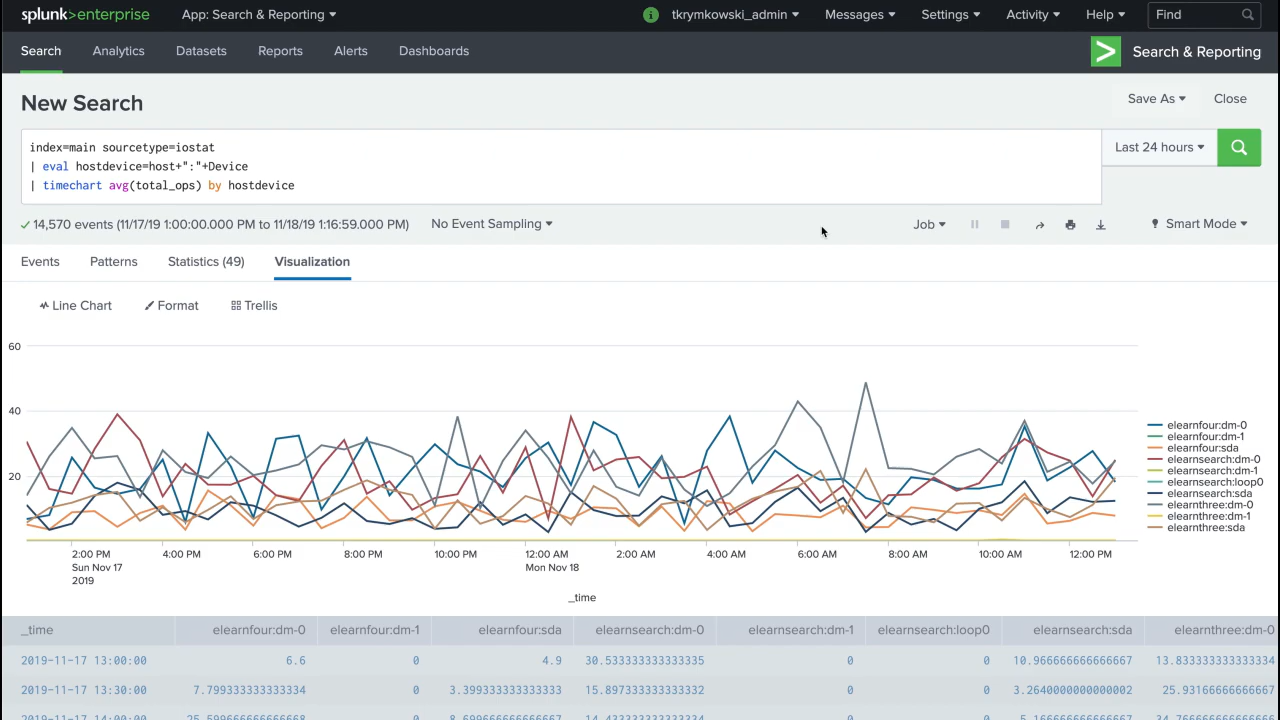 splunk>enterprise App: Search & Reporting tkrymkowski_admin Messages Settings Activity Help Find
Search Analytics Datasets Reports Alerts Dashboards Search & Reporting
New Search Save As Close
index=main sourcetype=iostat
| eval hostdevice=host+":"+Device
| timechart avg(total_ops) by hostdevice
Last 24 hours
14,570 events (11/17/19 1:00:00.000 PM to 11/18/19 1:16:59.000 PM) No Event Sampling Job Smart Mode
Events Patterns Statistics (49) Visualization
Line Chart Format Trellis
60
40
20
elearnfour:dm-0
elearnfour:dm-1
elearnfour:sda
elearnsearch:dm-0
elearnsearch:dm-1
elearnsearch:loop0
elearnsearch:sda
elearnthree:dm-0
elearnthree:dm-1
elearnthree:sda
2:00 PM 4:00 PM 6:00 PM 8:00 PM 10:00 PM 12:00 AM 2:00 AM 4:00 AM 6:00 AM 8:00 AM 10:00 AM 12:00 PM
Sun Nov 17 Mon Nov 18
2019
_time
_time elearnfour:dm-0 elearnfour:dm-1 elearnfour:sda elearnsearch:dm-0 elearnsearch:dm-1 elearnsearch:loop0 elearnsearch:sda elearnthree:dm-0
2019-11-17 13:00:00 6.6 0 4.9 30.533333333333335 0 0 10.966666666666667 13.833333333333334
2019-11-17 13:30:00 7.799333333333334 0 3.399333333333333 15.897333333333332 0 0 3.2640000000000002 25.93166666666667
2019-11-17 14:00:00 0 0 0